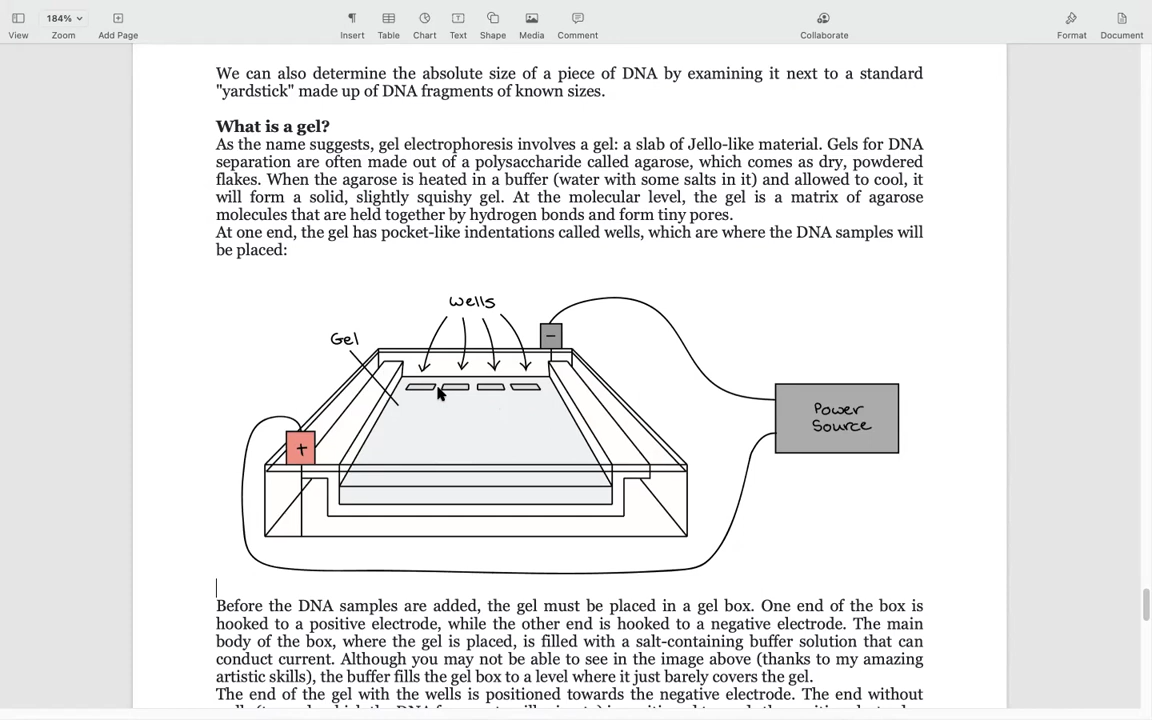 184%
View
Zoom
Add Page
Insert
Table
Chart
Text
Shape
Media
Comment
Collaborate
Format
Document
We can also determine the absolute size of a piece of DNA by examining it next to a standard
"yardstick" made up of DNA fragments of known sizes.
What is a gel?
As the name suggests, gel electrophoresis involves a gel: a slab of Jello-like material. Gels for DNA
separation are often made out of a polysaccharide called agarose, which comes as dry, powdered
flakes. When the agarose is heated in a buffer (water with some salts in it) and allowed to cool, it
will form a solid, slightly squishy gel. At the molecular level, the gel is a matrix of agarose
molecules that are held together by hydrogen bonds and form tiny pores.
At one end, the gel has pocket-like indentations called wells, which are where the DNA samples will
be placed:
Wells
Gel
−
+
Power
Source
Before the DNA samples are added, the gel must be placed in a gel box. One end of the box is
hooked to a positive electrode, while the other end is hooked to a negative electrode. The main
body of the box, where the gel is placed, is filled with a salt-containing buffer solution that can
conduct current. Although you may not be able to see in the image above (thanks to my amazing
artistic skills), the buffer fills the gel box to a level where it just barely covers the gel.
The end of the gel with the wells is positioned towards the negative electrode. The end without